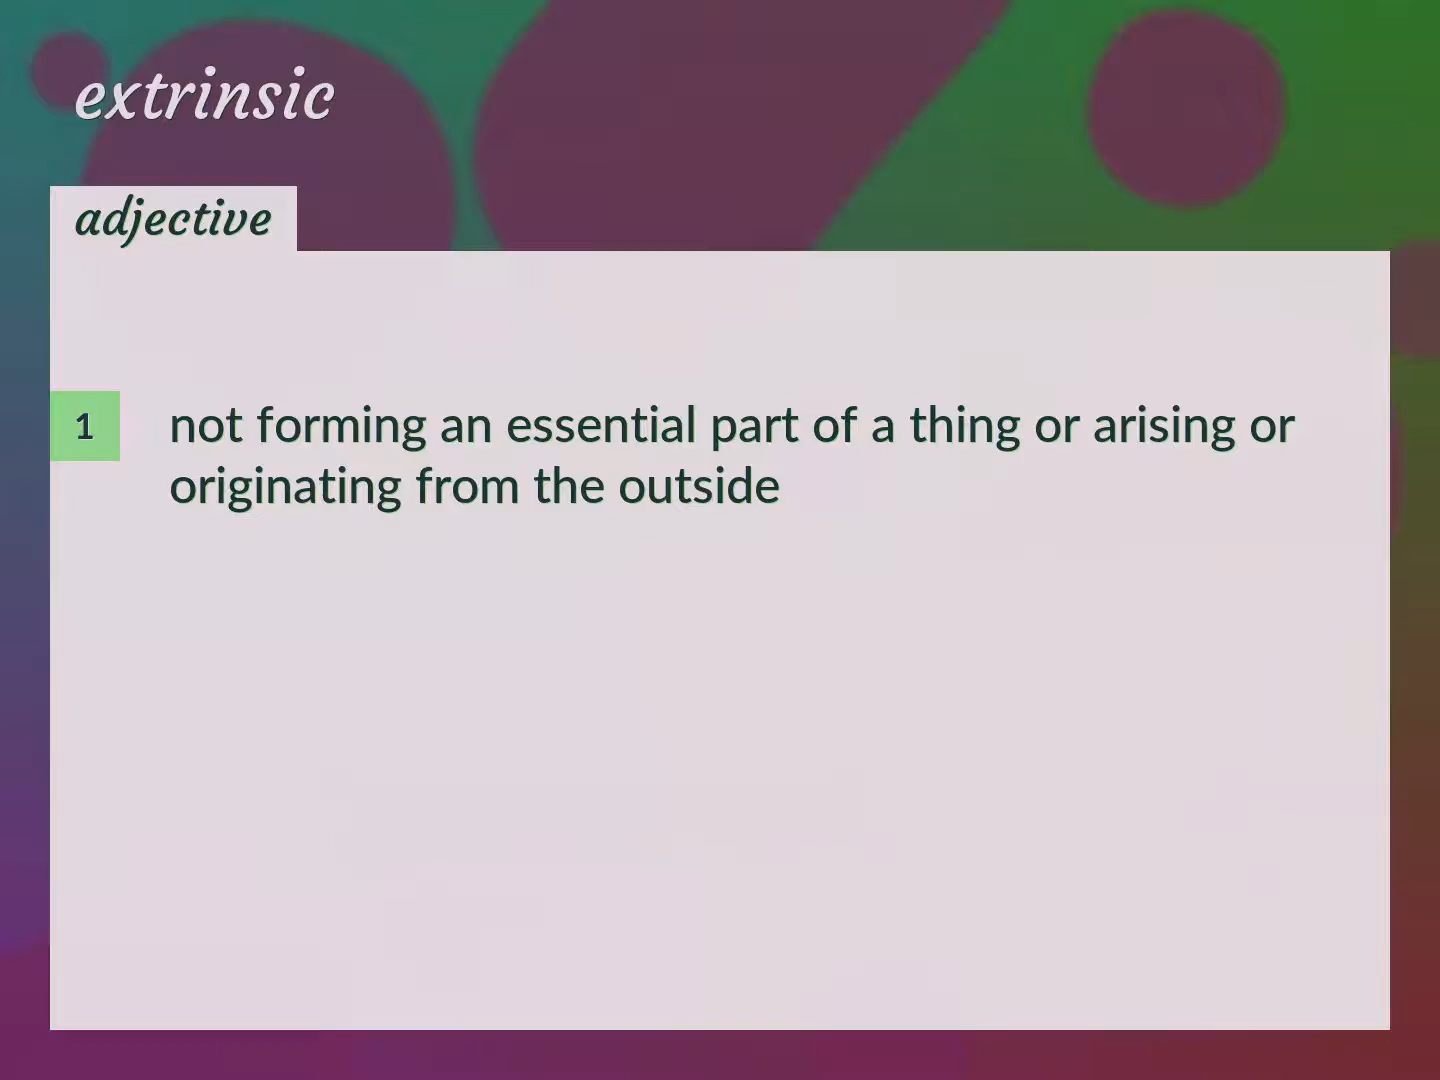 extrinsic
adjective
1
not forming an essential part of a thing or arising or
originating from the outside